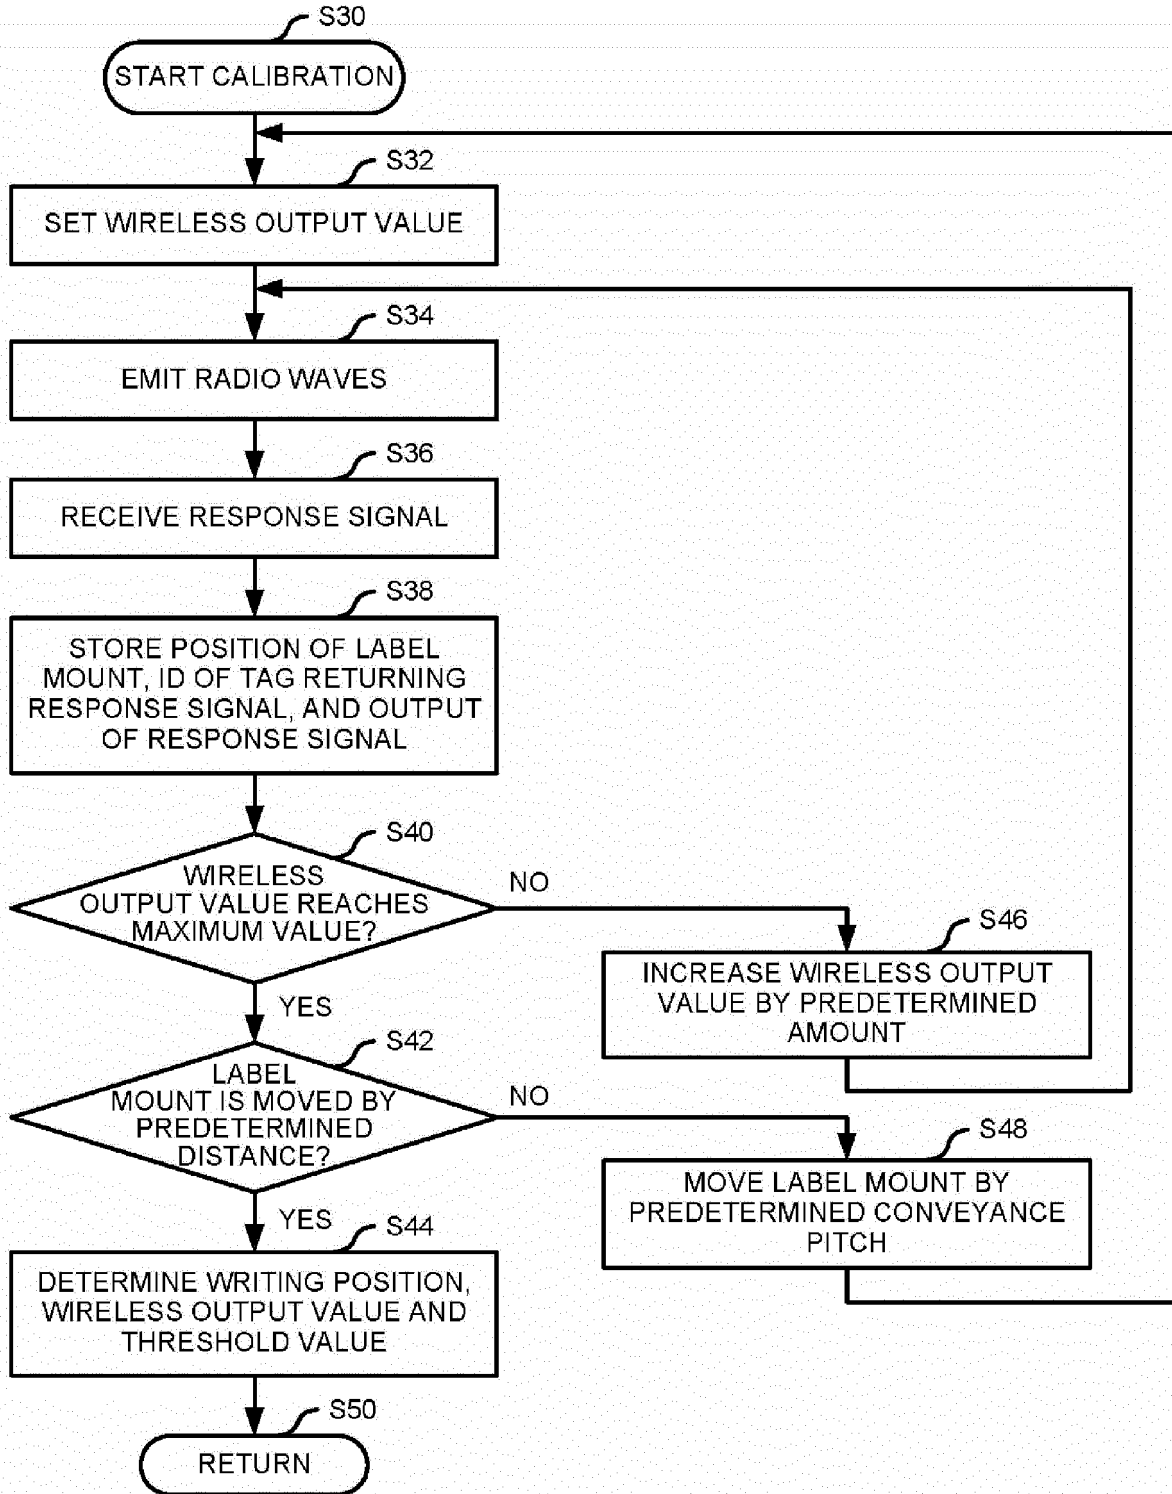 S30
START CALIBRATION
S32
SET WIRELESS OUTPUT VALUE
S34
EMIT RADIO WAVES
S36
RECEIVE RESPONSE SIGNAL
S38
STORE POSITION OF LABEL
MOUNT, ID OF TAG RETURNING
RESPONSE SIGNAL, AND OUTPUT
OF RESPONSE SIGNAL
S40
WIRELESS
OUTPUT VALUE REACHES
MAXIMUM VALUE?
NO
S46
INCREASE WIRELESS OUTPUT
VALUE BY PREDETERMINED
AMOUNT
YES
S42
LABEL
MOUNT IS MOVED BY
PREDETERMINED
DISTANCE?
NO
S48
MOVE LABEL MOUNT BY
PREDETERMINED CONVEYANCE
PITCH
YES
S44
DETERMINE WRITING POSITION,
WIRELESS OUTPUT VALUE AND
THRESHOLD VALUE
S50
RETURN